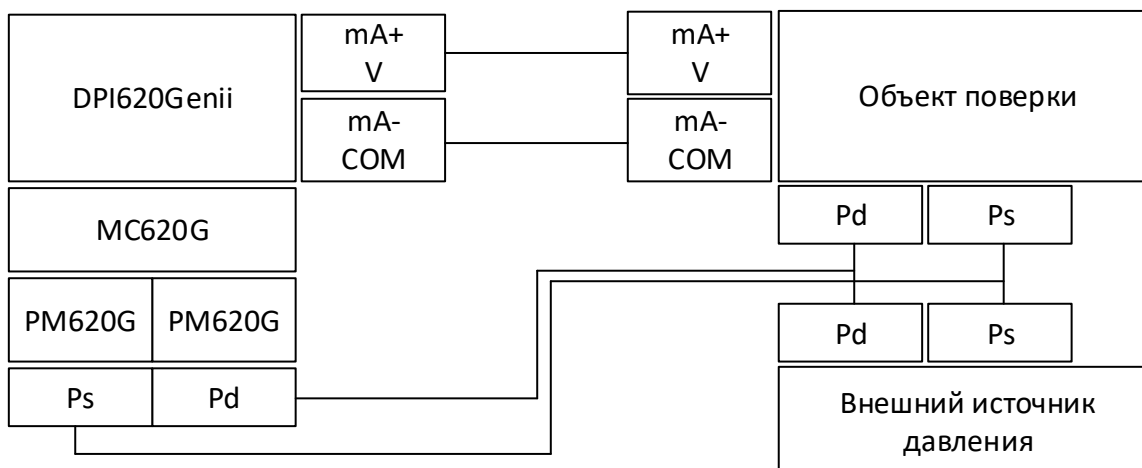 DPI620Genii
mA+
V
mA-
COM
mA+
V
mA-
COM
Объект поверки
MC620G
Pd
Ps
PM620G
PM620G
Pd
Ps
Ps
Pd
Внешний источник
давления